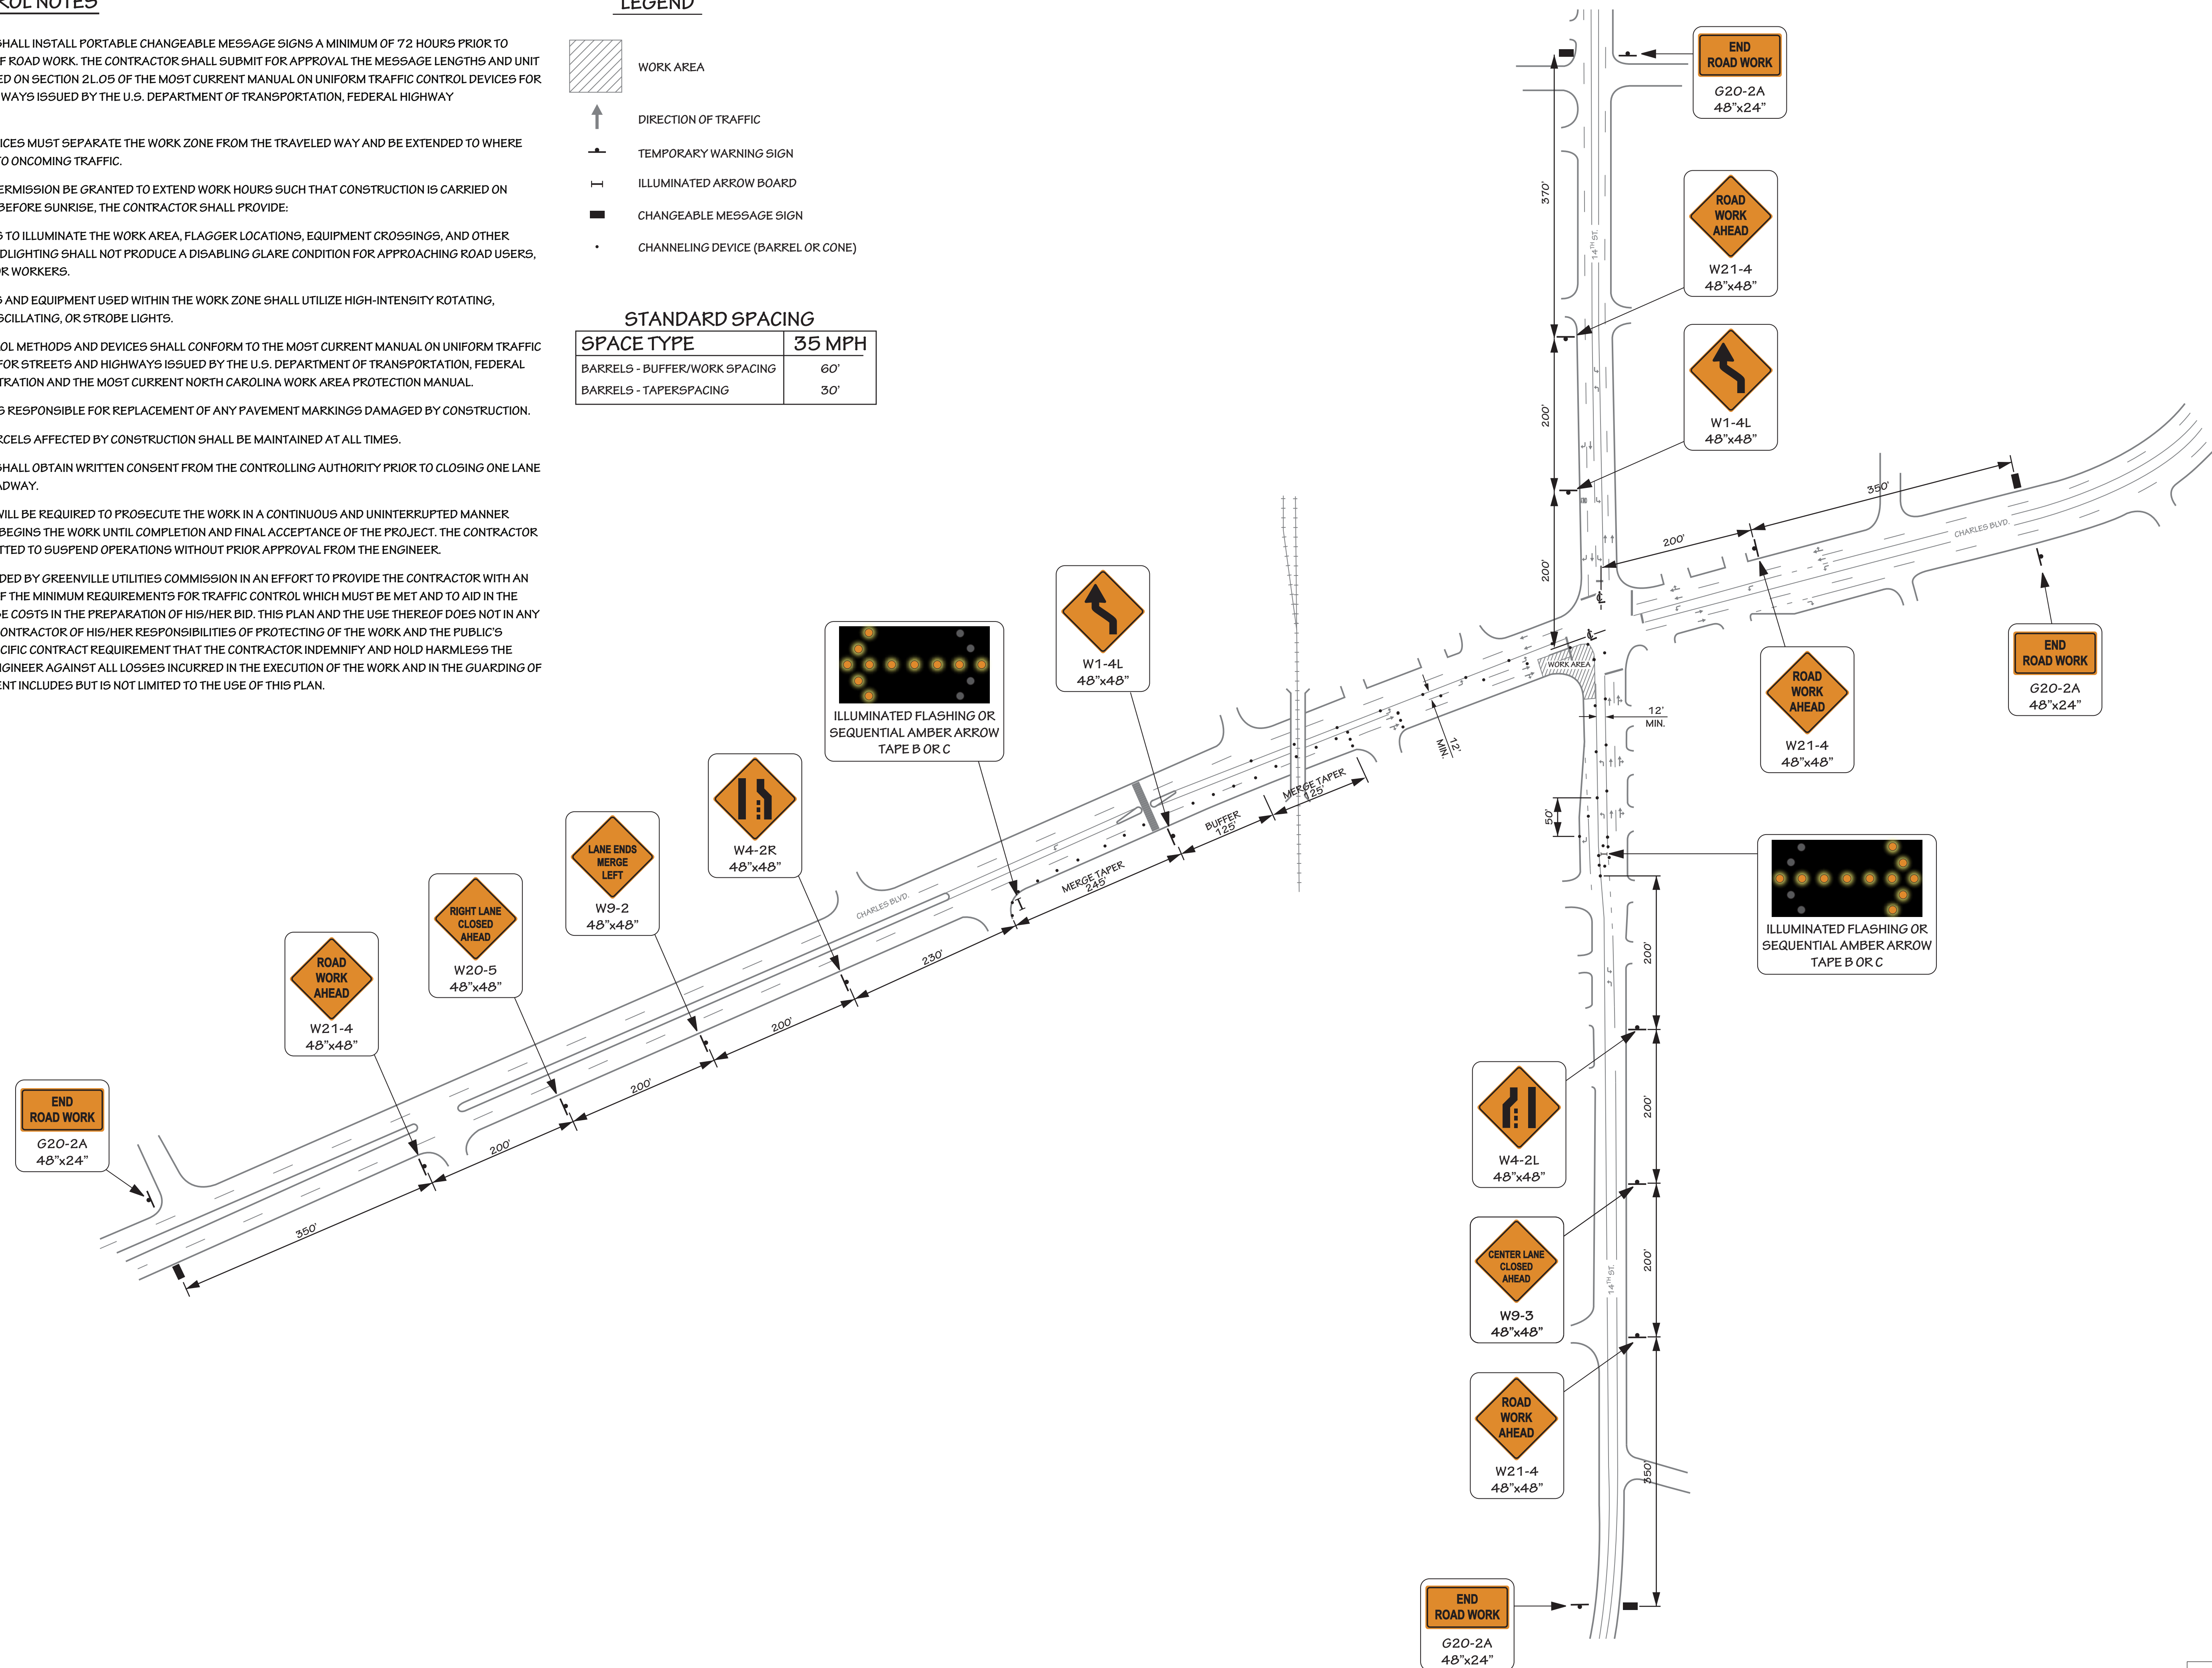 ROL NOTES
SHALL INSTALL PORTABLE CHANGEABLE MESSAGE SIGNS A MINIMUM OF 72 HOURS PRIOR TO
F ROAD WORK. THE CONTRACTOR SHALL SUBMIT FOR APPROVAL THE MESSAGE LENGTHS AND UNIT
ED ON SECTION 2L.05 OF THE MOST CURRENT MANUAL ON UNIFORM TRAFFIC CONTROL DEVICES FOR
WAYS ISSUED BY THE U.S. DEPARTMENT OF TRANSPORTATION, FEDERAL HIGHWAY
ICES MUST SEPARATE THE WORK ZONE FROM THE TRAVELED WAY AND BE EXTENDED TO WHERE
TO ONCOMING TRAFFIC.
ERMISSION BE GRANTED TO EXTEND WORK HOURS SUCH THAT CONSTRUCTION IS CARRIED ON
BEFORE SUNRISE, THE CONTRACTOR SHALL PROVIDE:
S TO ILLUMINATE THE WORK AREA, FLAGGER LOCATIONS, EQUIPMENT CROSSINGS, AND OTHER
DLIGHTING SHALL NOT PRODUCE A DISABLING GLARE CONDITION FOR APPROACHING ROAD USERS,
OR WORKERS.
S AND EQUIPMENT USED WITHIN THE WORK ZONE SHALL UTILIZE HIGH-INTENSITY ROTATING,
SCILLATING, OR STROBE LIGHTS.
OL METHODS AND DEVICES SHALL CONFORM TO THE MOST CURRENT MANUAL ON UNIFORM TRAFFIC
FOR STREETS AND HIGHWAYS ISSUED BY THE U.S. DEPARTMENT OF TRANSPORTATION, FEDERAL
TRATION AND THE MOST CURRENT NORTH CAROLINA WORK AREA PROTECTION MANUAL.
S RESPONSIBLE FOR REPLACEMENT OF ANY PAVEMENT MARKINGS DAMAGED BY CONSTRUCTION.
RCELS AFFECTED BY CONSTRUCTION SHALL BE MAINTAINED AT ALL TIMES.
SHALL OBTAIN WRITTEN CONSENT FROM THE CONTROLLING AUTHORITY PRIOR TO CLOSING ONE LANE
ADWAY.
WILL BE REQUIRED TO PROSECUTE THE WORK IN A CONTINUOUS AND UNINTERRUPTED MANNER
BEGINS THE WORK UNTIL COMPLETION AND FINAL ACCEPTANCE OF THE PROJECT. THE CONTRACTOR
TTED TO SUSPEND OPERATIONS WITHOUT PRIOR APPROVAL FROM THE ENGINEER.
DED BY GREENVILLE UTILITIES COMMISSION IN AN EFFORT TO PROVIDE THE CONTRACTOR WITH AN
F THE MINIMUM REQUIREMENTS FOR TRAFFIC CONTROL WHICH MUST BE MET AND TO AID IN THE
SE COSTS IN THE PREPARATION OF HIS/HER BID. THIS PLAN AND THE USE THEREOF DOES NOT IN ANY
ONTRACTOR OF HIS/HER RESPONSIBILITIES OF PROTECTING OF THE WORK AND THE PUBLIC'S
CIFIC CONTRACT REQUIREMENT THAT THE CONTRACTOR INDEMNIFY AND HOLD HARMLESS THE
NGINEER AGAINST ALL LOSSES INCURRED IN THE EXECUTION OF THE WORK AND IN THE GUARDING OF
ENT INCLUDES BUT IS NOT LIMITED TO THE USE OF THIS PLAN.
LEGEND
WORK AREA
DIRECTION OF TRAFFIC
TEMPORARY WARNING SIGN
ILLUMINATED ARROW BOARD
CHANGEABLE MESSAGE SIGN
CHANNELING DEVICE (BARREL OR CONE)
STANDARD SPACING
SPACE TYPE 35 MPH
BARRELS - BUFFER/WORK SPACING 60'
BARRELS - TAPERSPACING 30'
END
ROAD WORK
G20-2A
48"x24"
370'
14TH ST.
ROAD
WORK
AHEAD
W21-4
48"x48"
200'
W1-4L
48"x48"
200'
200'
350'
CHARLES BLVD.
END
ROAD WORK
G20-2A
48"x24"
ROAD
WORK
AHEAD
W21-4
48"x48"
WORK AREA
12'
MIN.
12'
MIN.
50'
W1-4L
48"x48"
ILLUMINATED FLASHING OR
SEQUENTIAL AMBER ARROW
TAPE B OR C
MERGE TAPER
125'
BUFFER
125'
MERGE TAPER
245'
CHARLES BLVD.
W4-2R
48"x48"
LANE ENDS
MERGE
LEFT
W9-2
48"x48"
RIGHT LANE
CLOSED
AHEAD
W20-5
48"x48"
ROAD
WORK
AHEAD
W21-4
48"x48"
END
ROAD WORK
G20-2A
48"x24"
230'
200'
200'
200'
350'
ILLUMINATED FLASHING OR
SEQUENTIAL AMBER ARROW
TAPE B OR C
200'
200'
W4-2L
48"x48"
200'
14TH ST.
CENTER LANE
CLOSED
AHEAD
W9-3
48"x48"
ROAD
WORK
AHEAD
W21-4
48"x48"
350'
END
ROAD WORK
G20-2A
48"x24"